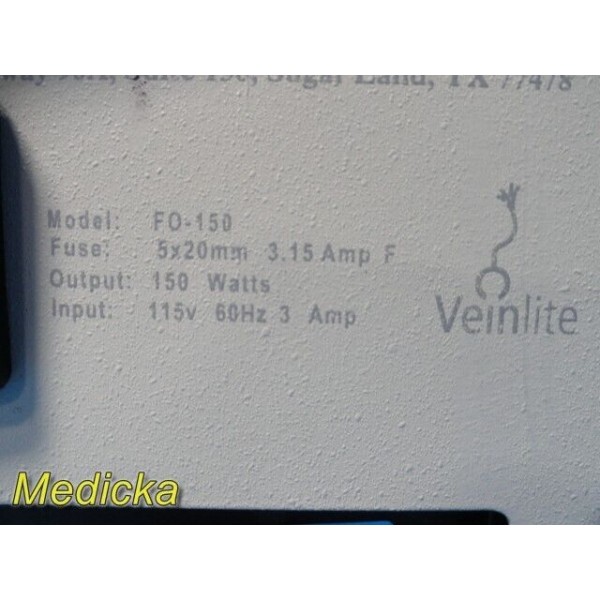 Land, TX 77478
Model: FO-150
Fuse; 5x20mm 3.15 Amp F
Output: 150 Watts
Input: 115v 60Hz 3 Amp
Veinlite
Medicka